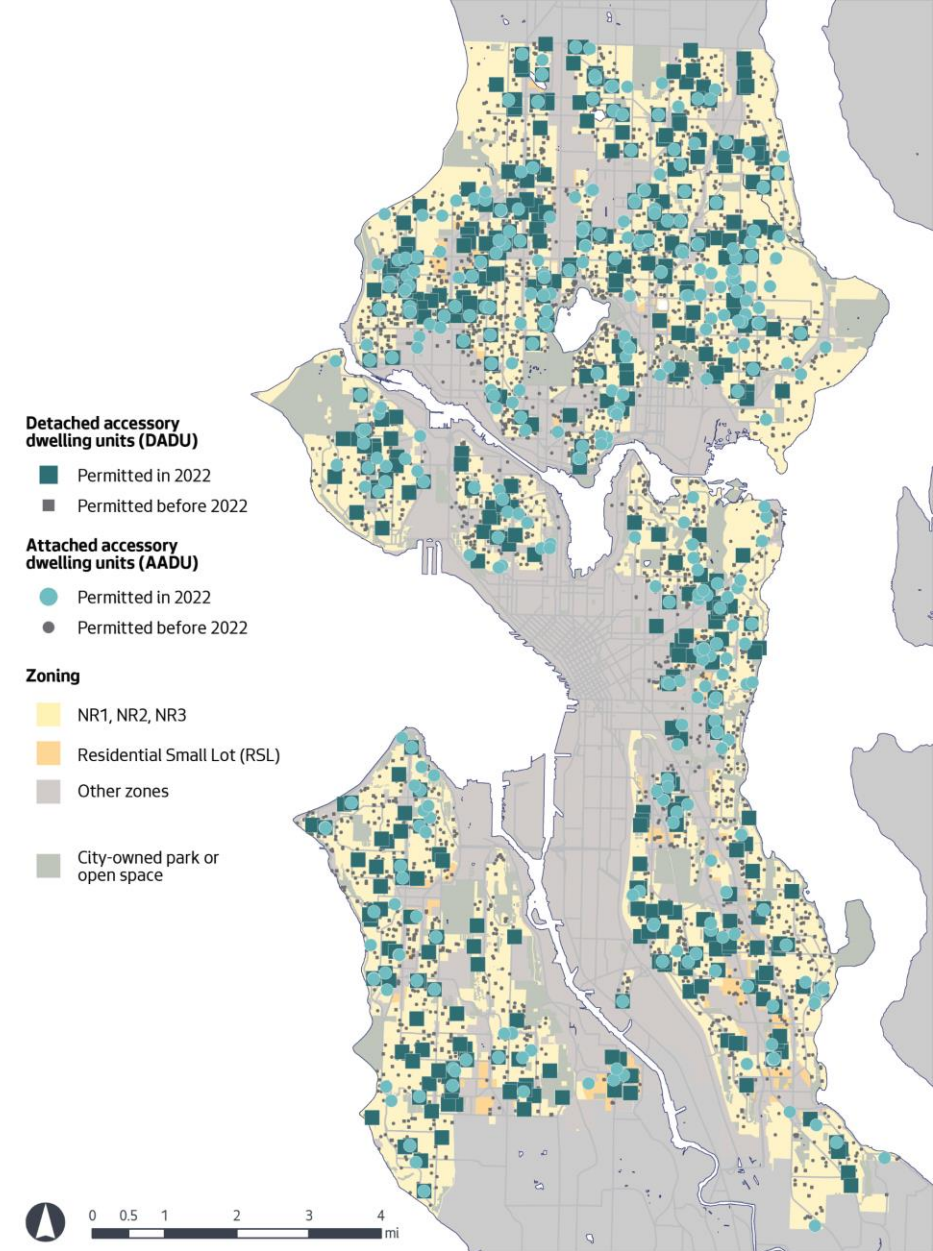 Detached accessory
dwelling units (DADU)
Permitted in 2022
Permitted before 2022
Attached accessory
dwelling units (AADU)
Permitted in 2022
Permitted before 2022
Zoning
NR1, NR2, NR3
Residential Small Lot (RSL)
Other zones
City-owned park or
open space
0 0.5 1 2 3 4
mi